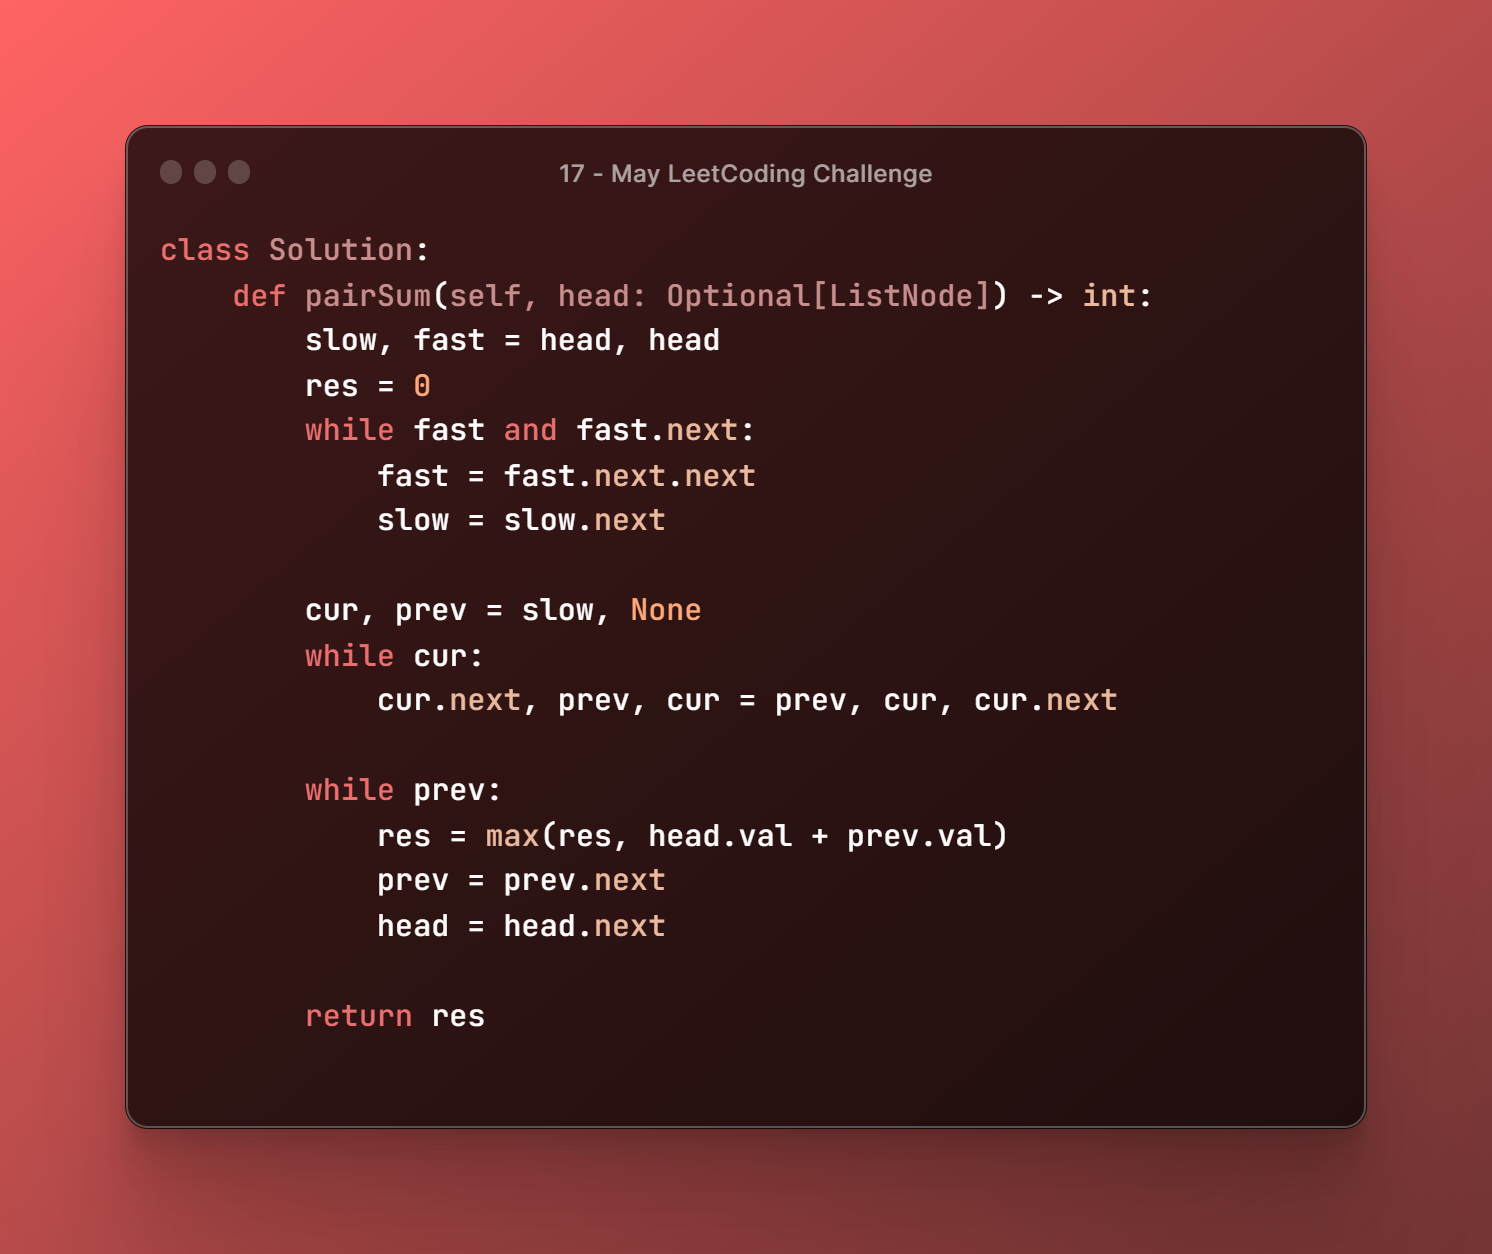 17 - May LeetCoding Challenge
class Solution:
    def pairSum(self, head: Optional[ListNode]) -> int:
        slow, fast = head, head
        res = 0
        while fast and fast.next:
            fast = fast.next.next
            slow = slow.next

        cur, prev = slow, None
        while cur:
            cur.next, prev, cur = prev, cur, cur.next

        while prev:
            res = max(res, head.val + prev.val)
            prev = prev.next
            head = head.next

        return res